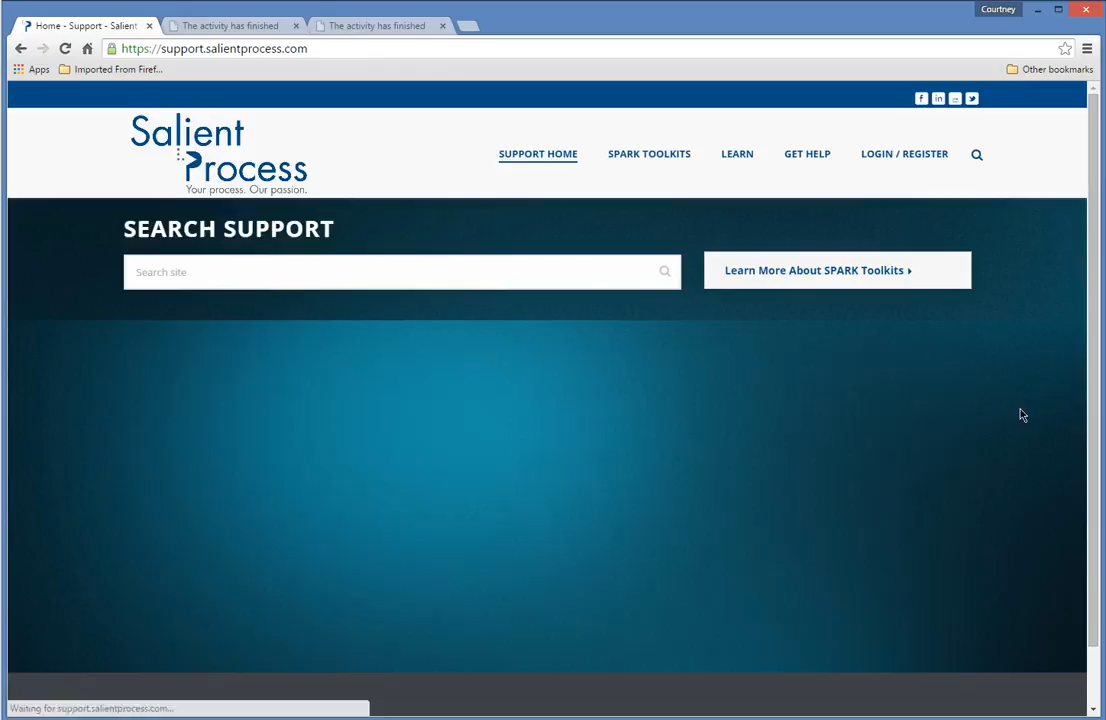 Courtney
Home - Support - Salient
The activity has finished
The activity has finished
https://support.salientprocess.com
Apps
Imported From Firef...
Other bookmarks
Salient
Process
Your process. Our passion.
SUPPORT HOME
SPARK TOOLKITS
LEARN
GET HELP
LOGIN / REGISTER
SEARCH SUPPORT
Search site
Learn More About SPARK Toolkits
Waiting for support.salientprocess.com...